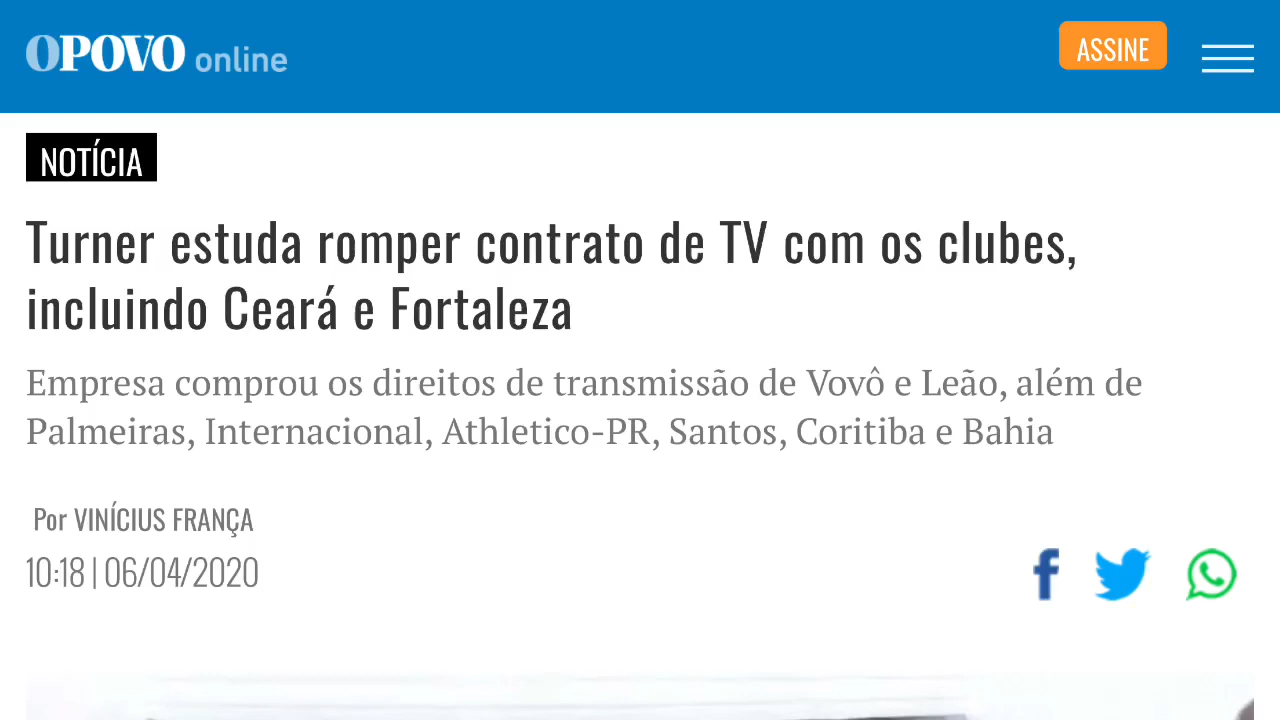 OPOVO online
ASSINE
NOTÍCIA
Turner estuda romper contrato de TV com os clubes,
incluindo Ceará e Fortaleza
Empresa comprou os direitos de transmissão de Vovô e Leão, além de
Palmeiras, Internacional, Athletico-PR, Santos, Coritiba e Bahia
Por VINÍCIUS FRANÇA
10:18 | 06/04/2020